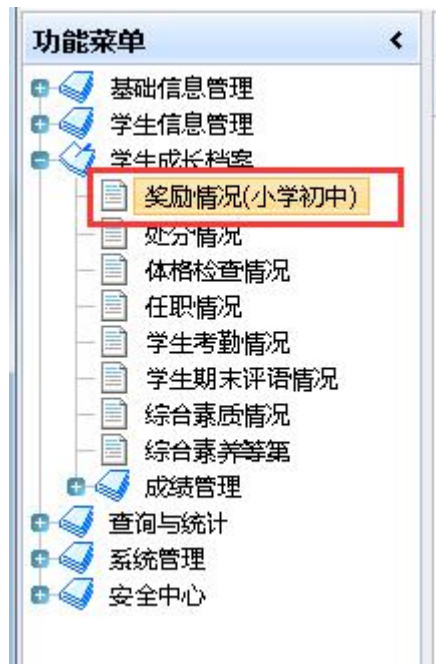 功能菜单
基础信息管理
学生信息管理
学生成长档案
奖励情况(小学初中)
处分情况
体格检查情况
任职情况
学生考勤情况
学生期末评语情况
综合素质情况
综合素养等第
成绩管理
查询与统计
系统管理
安全中心